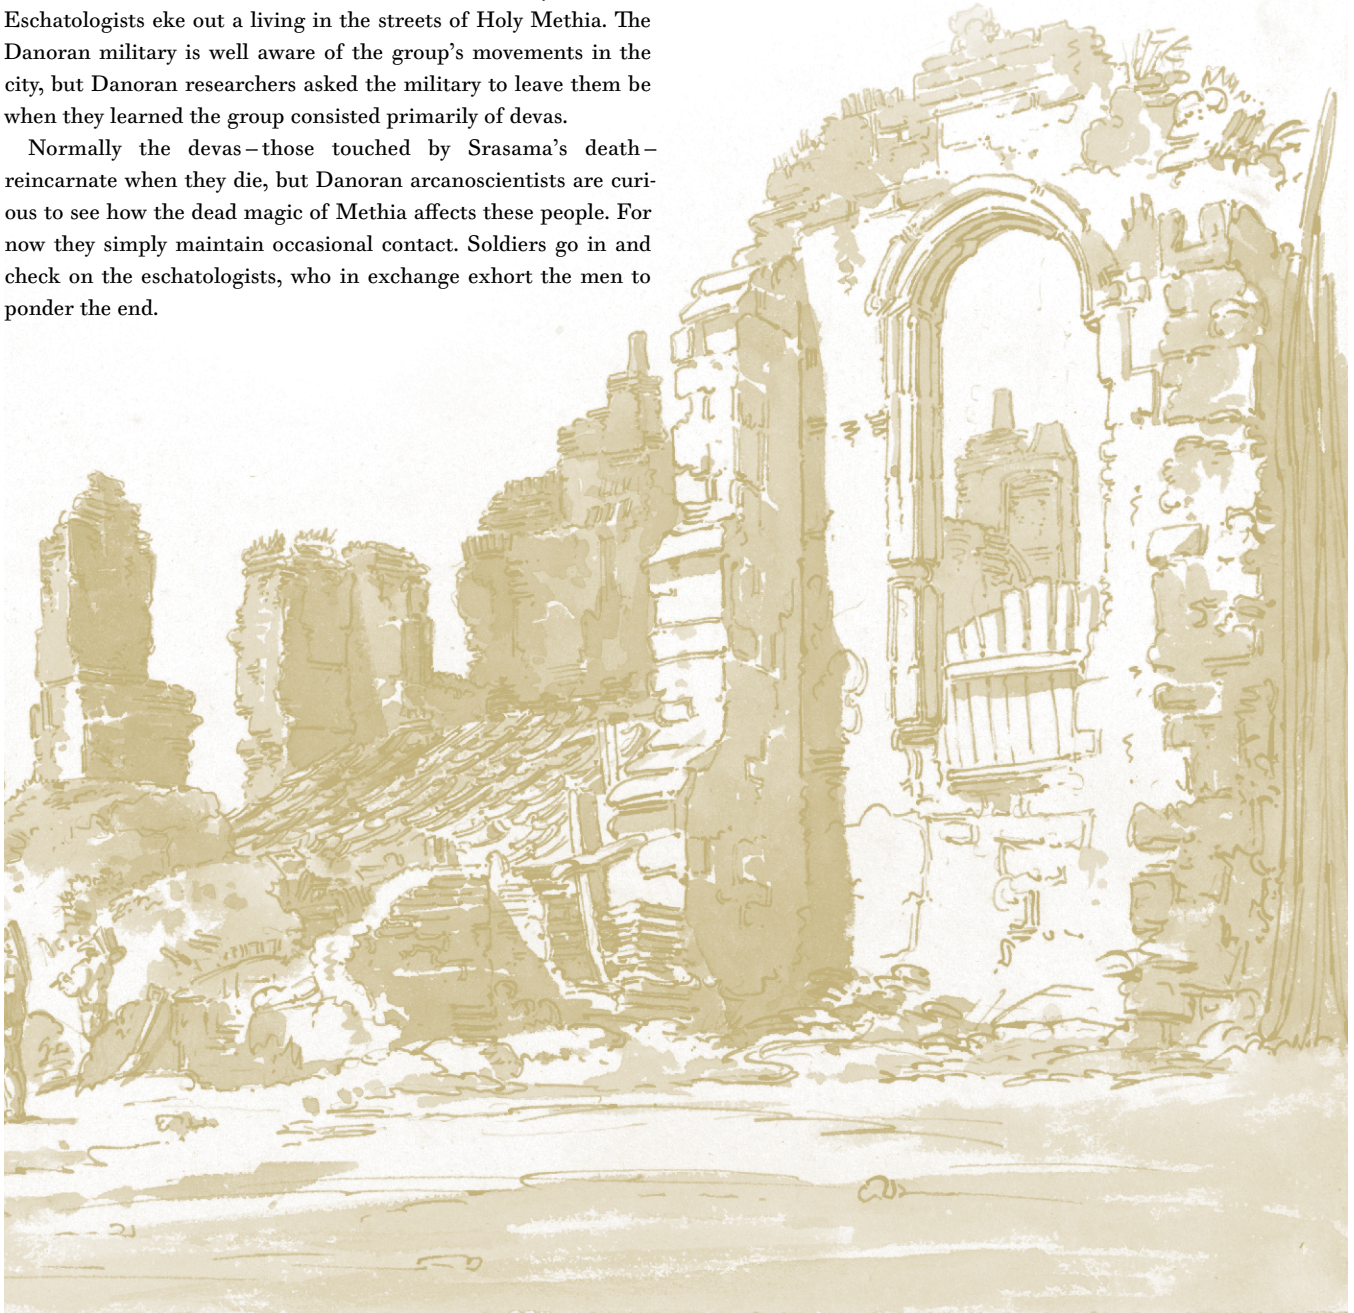 Eschatologists eke out a living in the streets of Holy Methia. The
Danoran military is well aware of the group's movements in the
city, but Danoran researchers asked the military to leave them be
when they learned the group consisted primarily of devas.
Normally the devas – those touched by Srasama's death –
reincarnate when they die, but Danoran arcanoscientists are curi-
ous to see how the dead magic of Methia affects these people. For
now they simply maintain occasional contact. Soldiers go in and
check on the eschatologists, who in exchange exhort the men to
ponder the end.